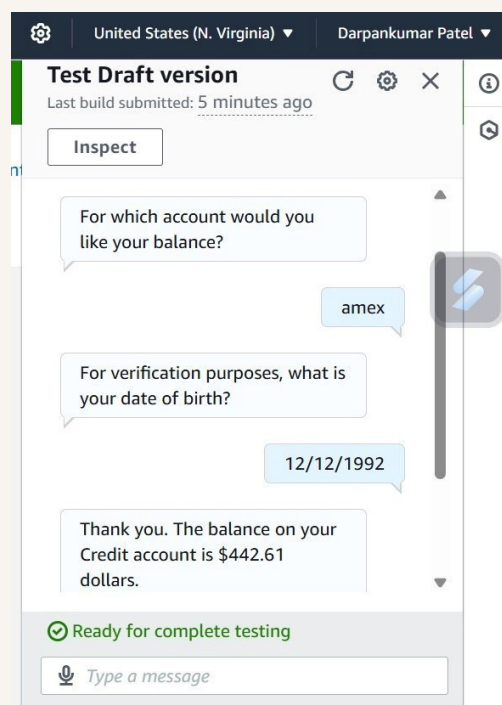 United States (N. Virginia) ▼ Darpankumar Patel ▼
Test Draft version
Last build submitted: 5 minutes ago
Inspect
nt
For which account would you
like your balance?
amex
For verification purposes, what is
your date of birth?
12/12/1992
Thank you. The balance on your
Credit account is $442.61
dollars.
Ready for complete testing
Type a message